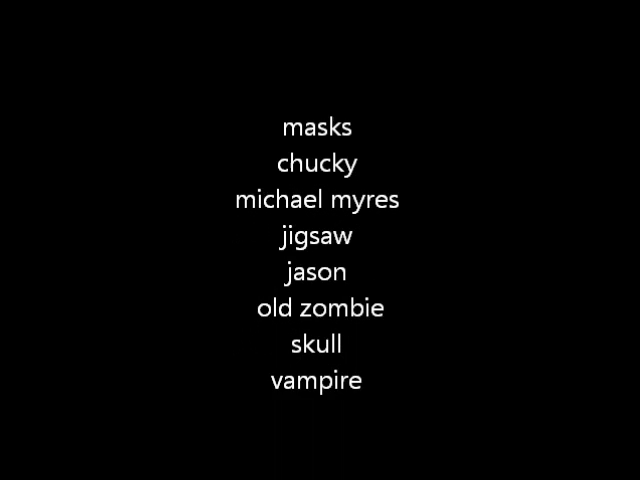 masks
chucky
michael myres
jigsaw
jason
old zombie
skull
vampire